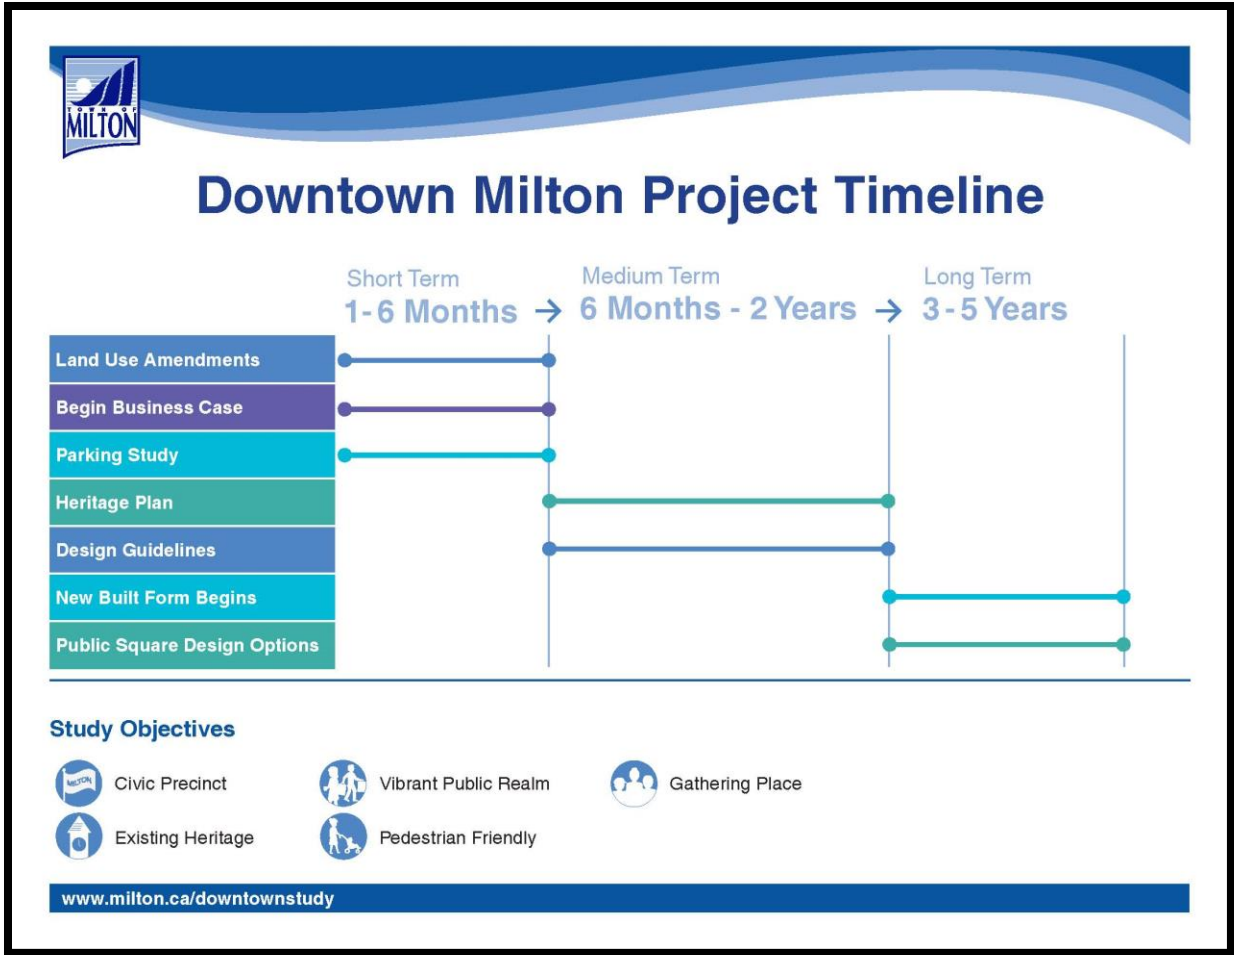 TOWN OF
MILTON
Downtown Milton Project Timeline
Short Term
1-6 Months →
Medium Term
6 Months - 2 Years →
Long Term
3-5 Years
Land Use Amendments
Begin Business Case
Parking Study
Heritage Plan
Design Guidelines
New Built Form Begins
Public Square Design Options
Study Objectives
MILTON
Civic Precinct
Vibrant Public Realm
Gathering Place
Existing Heritage
Pedestrian Friendly
www.milton.ca/downtownstudy